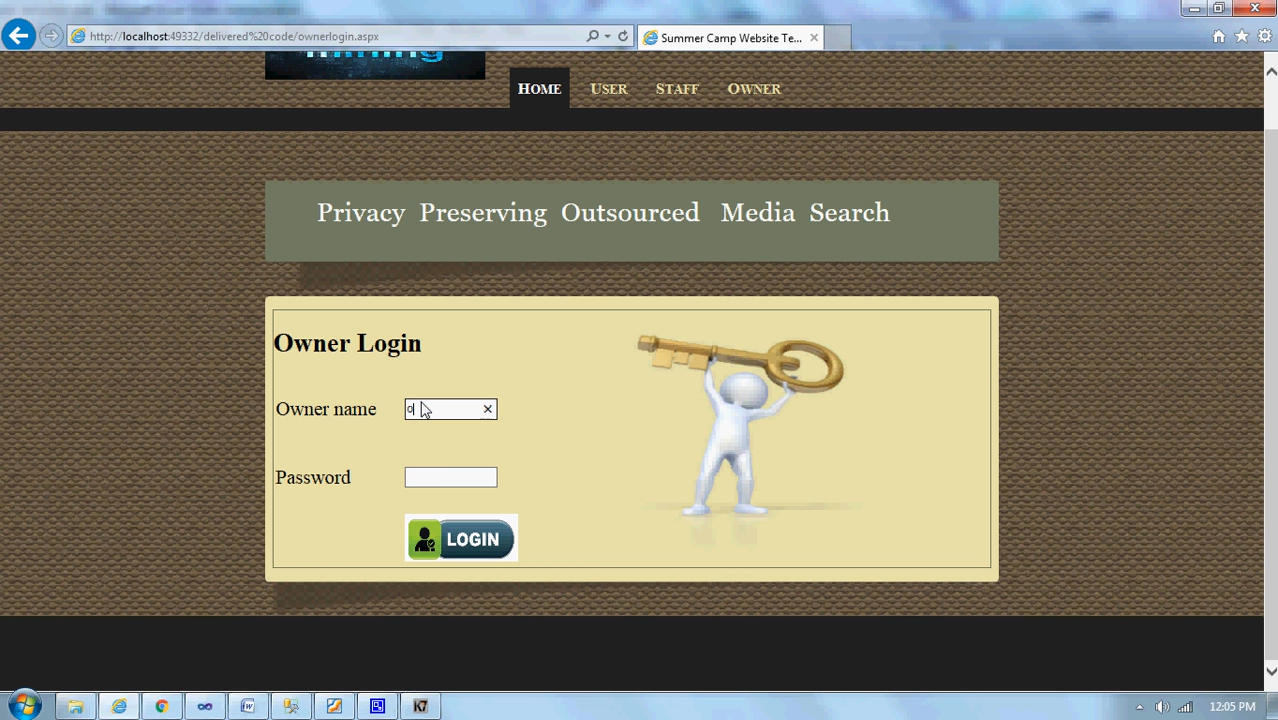 http://localhost:49332/delivered%20code/ownerlogin.aspx
Summer Camp Website Te...
HOME USER STAFF OWNER
Privacy Preserving Outsourced Media Search
Owner Login
Owner name o
Password
LOGIN
12:05 PM